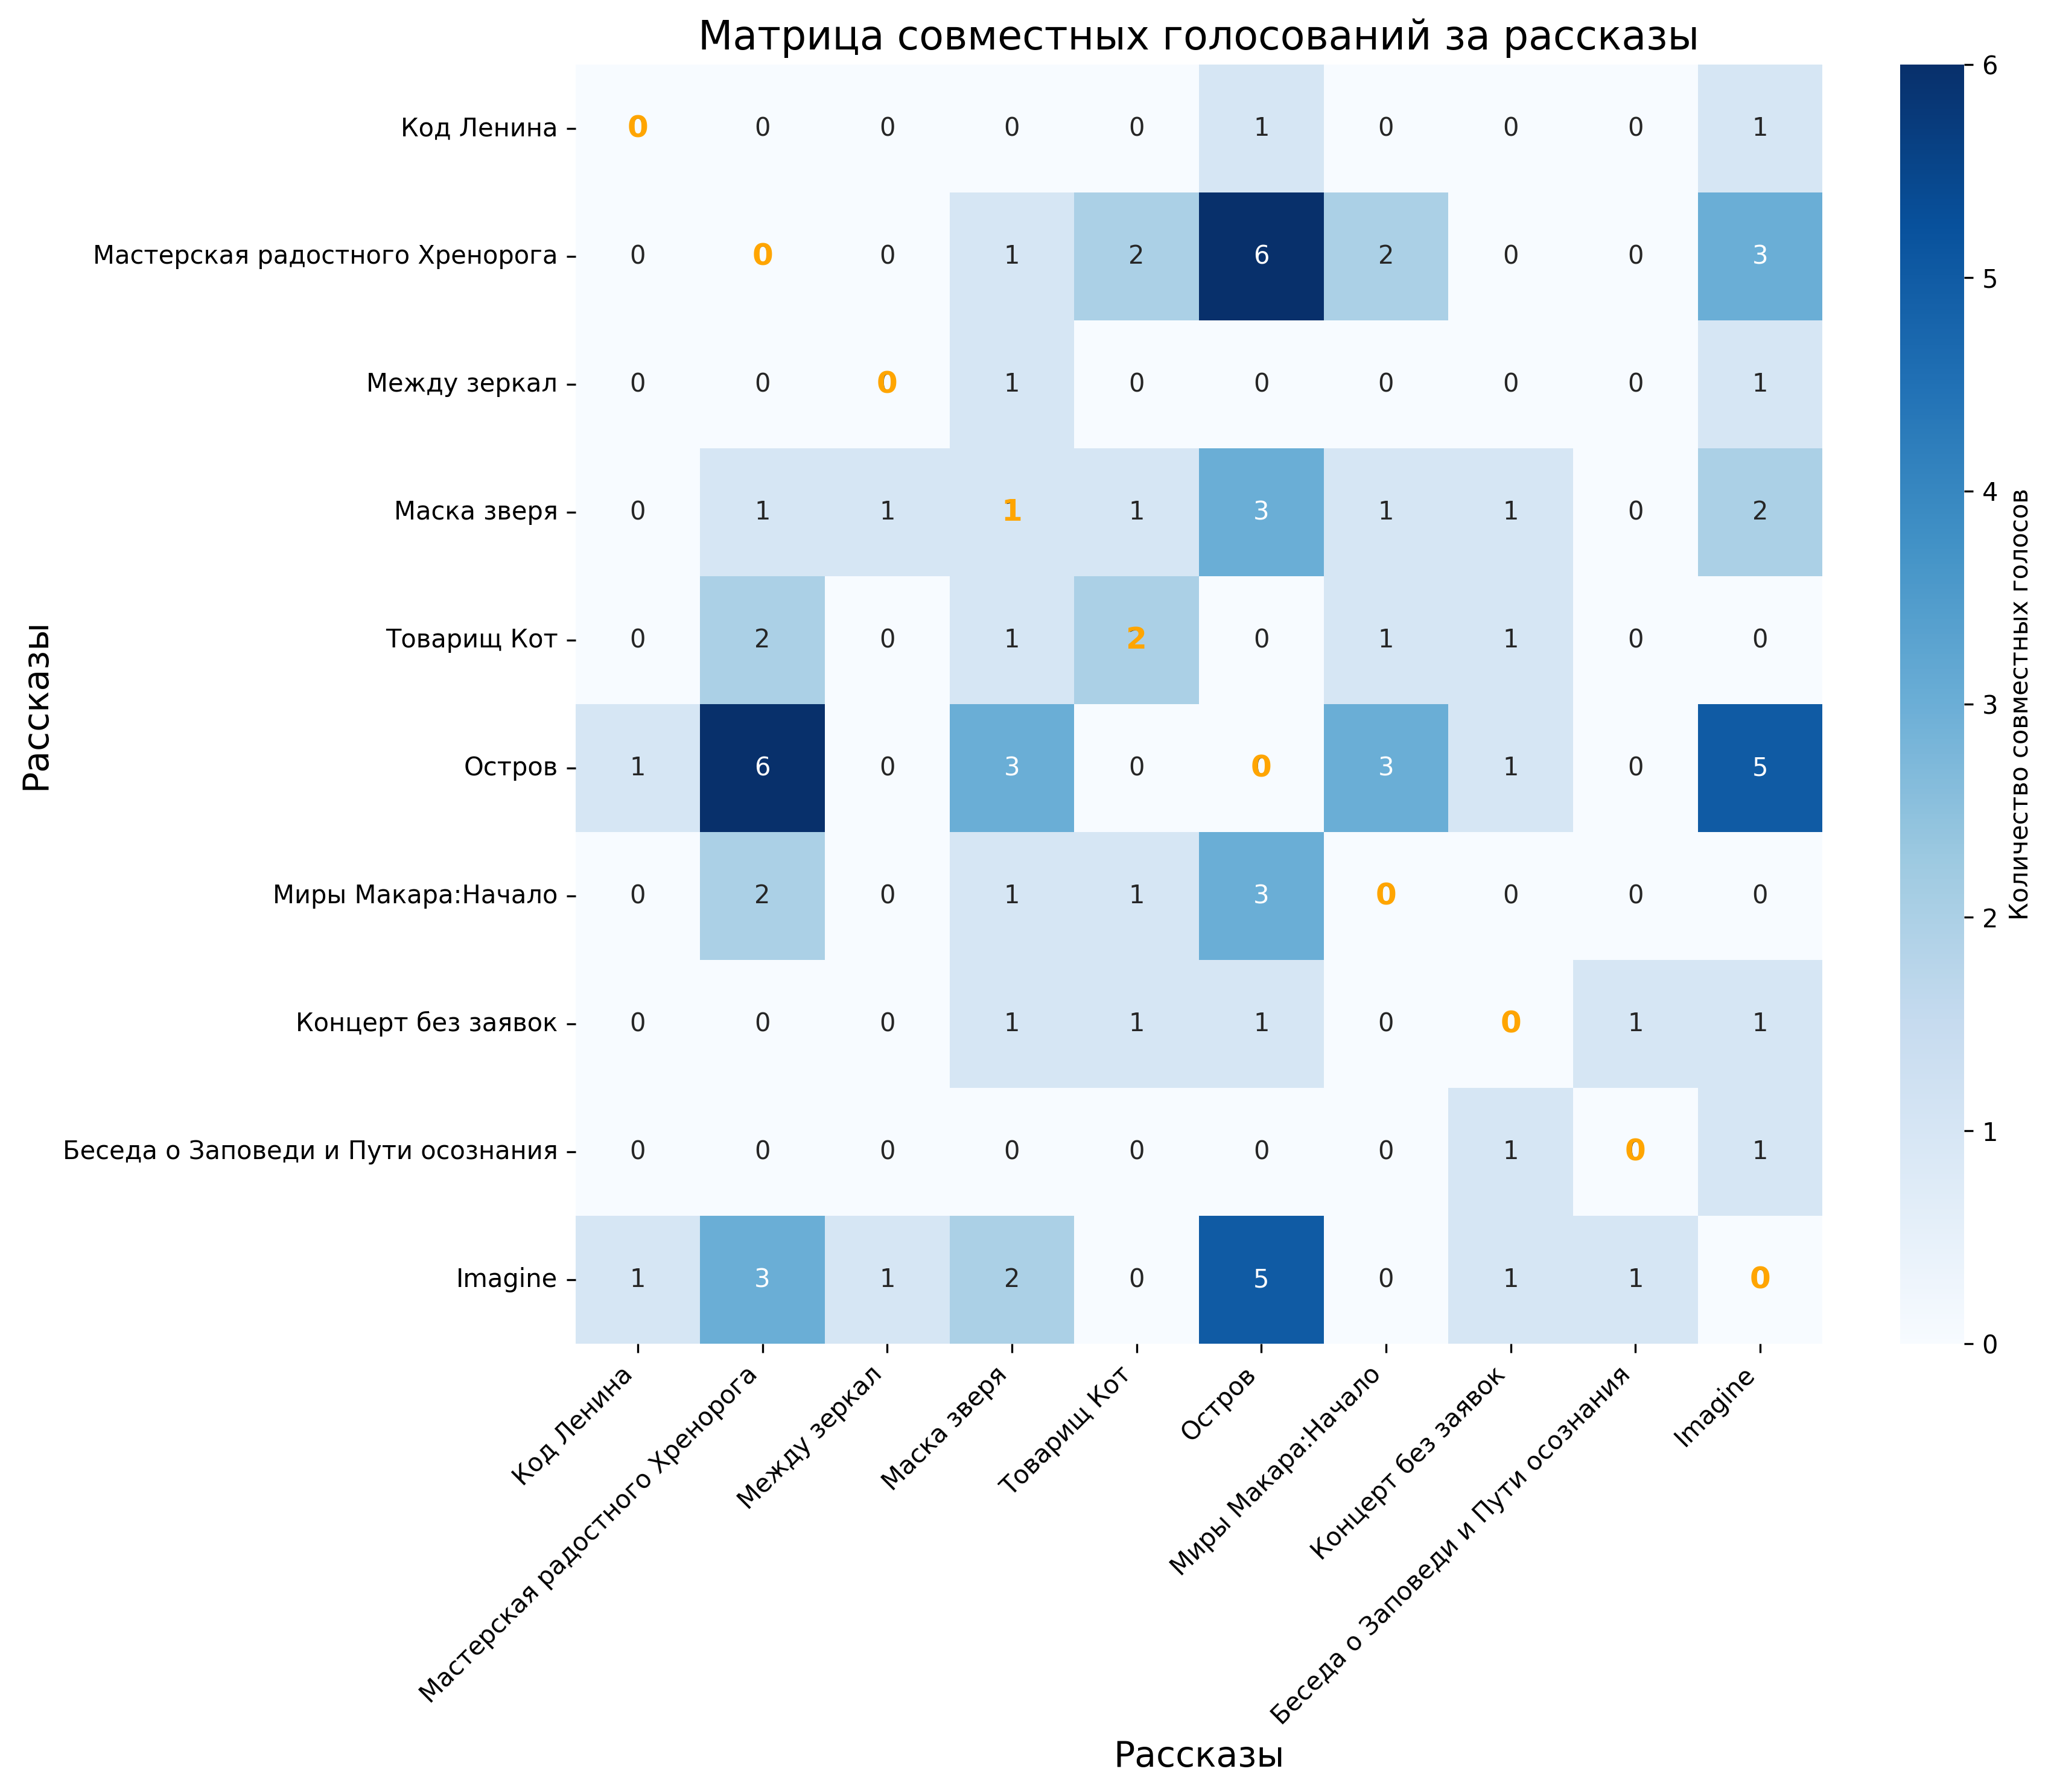 Матрица совместных голосований за рассказы
Код Ленина 0 0 0 0 0 1 0 0 0 1
Мастерская радостного Хренорога 0 0 0 1 2 6 2 0 0 3
Между зеркал 0 0 0 1 0 0 0 0 0 1
Маска зверя 0 1 1 1 1 3 1 1 0 2
Товарищ Кот 0 2 0 1 2 0 1 1 0 0
Остров 1 6 0 3 0 0 3 1 0 5
Миры Макара:Начало 0 2 0 1 1 3 0 0 0 0
Концерт без заявок 0 0 0 1 1 1 0 0 1 1
Беседа о Заповеди и Пути осознания 0 0 0 0 0 0 0 1 0 1
Imagine 1 3 1 2 0 5 0 1 1 0
Рассказы
Код Ленина
Мастерская радостного Хренорога
Между зеркал
Маска зверя
Товарищ Кот
Остров
Миры Макара:Начало
Концерт без заявок
Беседа о Заповеди и Пути осознания
Imagine
Рассказы
6
5
4
3
2
1
0
Количество совместных голосов